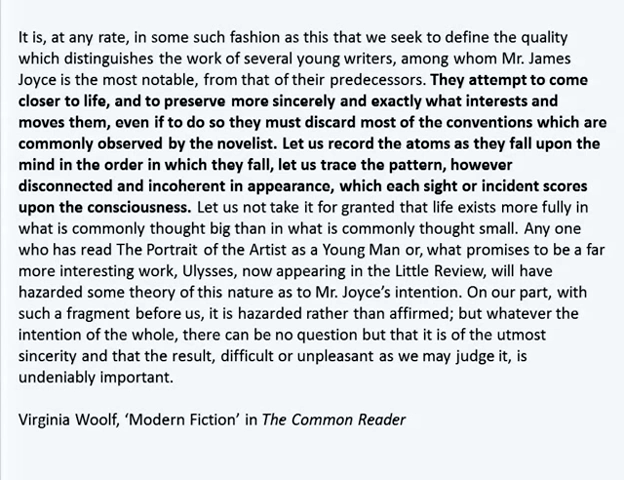 It is, at any rate, in some such fashion as this that we seek to define the quality
which distinguishes the work of several young writers, among whom Mr. James
Joyce is the most notable, from that of their predecessors. They attempt to come
closer to life, and to preserve more sincerely and exactly what interests and
moves them, even if to do so they must discard most of the conventions which are
commonly observed by the novelist. Let us record the atoms as they fall upon the
mind in the order in which they fall, let us trace the pattern, however
disconnected and incoherent in appearance, which each sight or incident scores
upon the consciousness. Let us not take it for granted that life exists more fully in
what is commonly thought big than in what is commonly thought small. Any one
who has read The Portrait of the Artist as a Young Man or, what promises to be a far
more interesting work, Ulysses, now appearing in the Little Review, will have
hazarded some theory of this nature as to Mr. Joyce’s intention. On our part, with
such a fragment before us, it is hazarded rather than affirmed; but whatever the
intention of the whole, there can be no question but that it is of the utmost
sincerity and that the result, difficult or unpleasant as we may judge it, is
undeniably important.
Virginia Woolf, ‘Modern Fiction’ in The Common Reader